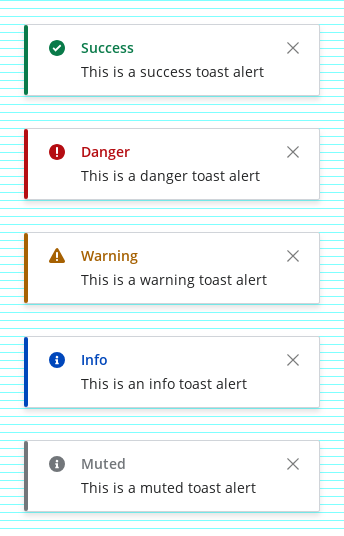 Success
This is a success toast alert
Danger
This is a danger toast alert
Warning
This is a warning toast alert
Info
This is an info toast alert
Muted
This is a muted toast alert